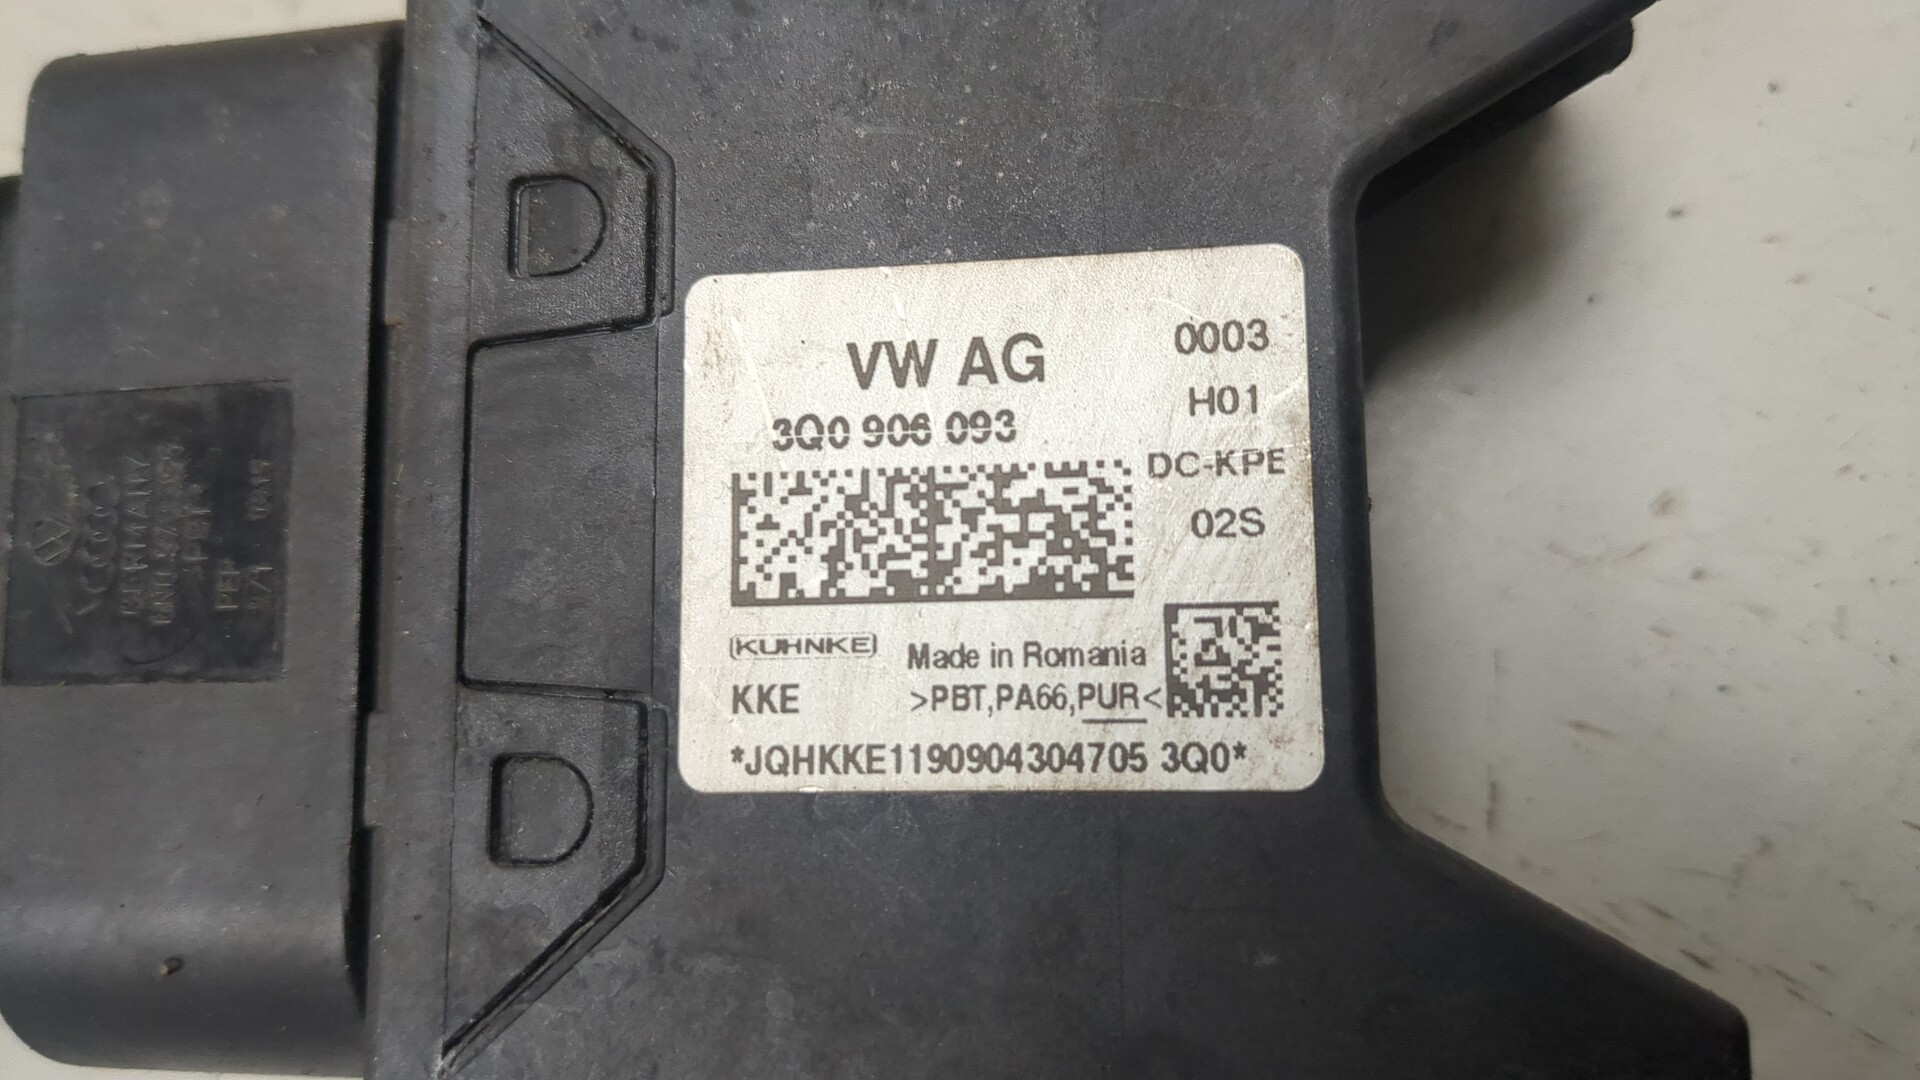 VW AG
3Q0 906 093
0003
H01
DC-KPE
02S
KUHNKE
Made in Romania
KKE
>PBT,PA66,PUR<
*JQHKKE1190904304705 3Q0*
GERMANY